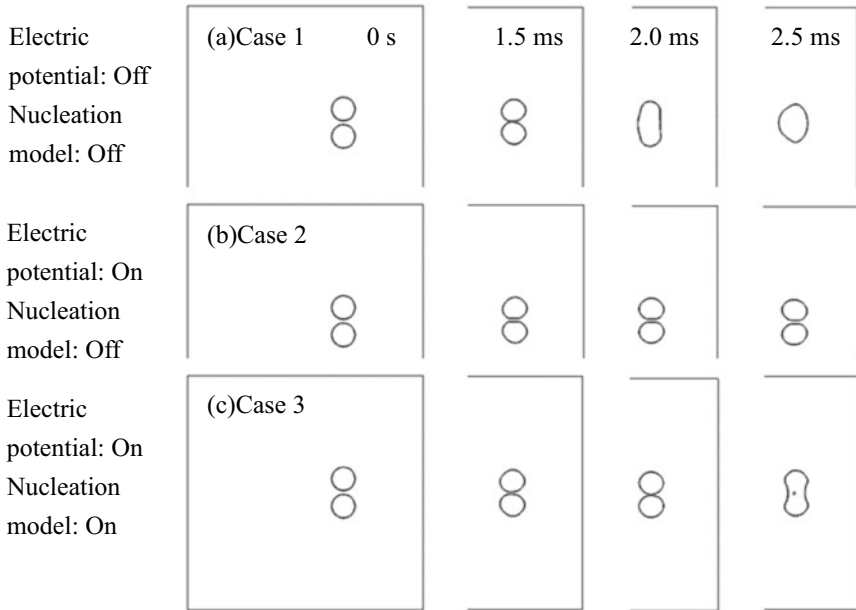 Electric
potential: Off
Nucleation
model: Off
(a)Case 1 0 s 1.5 ms 2.0 ms 2.5 ms
Electric
potential: On
Nucleation
model: Off
(b)Case 2
Electric
potential: On
Nucleation
model: On
(c)Case 3